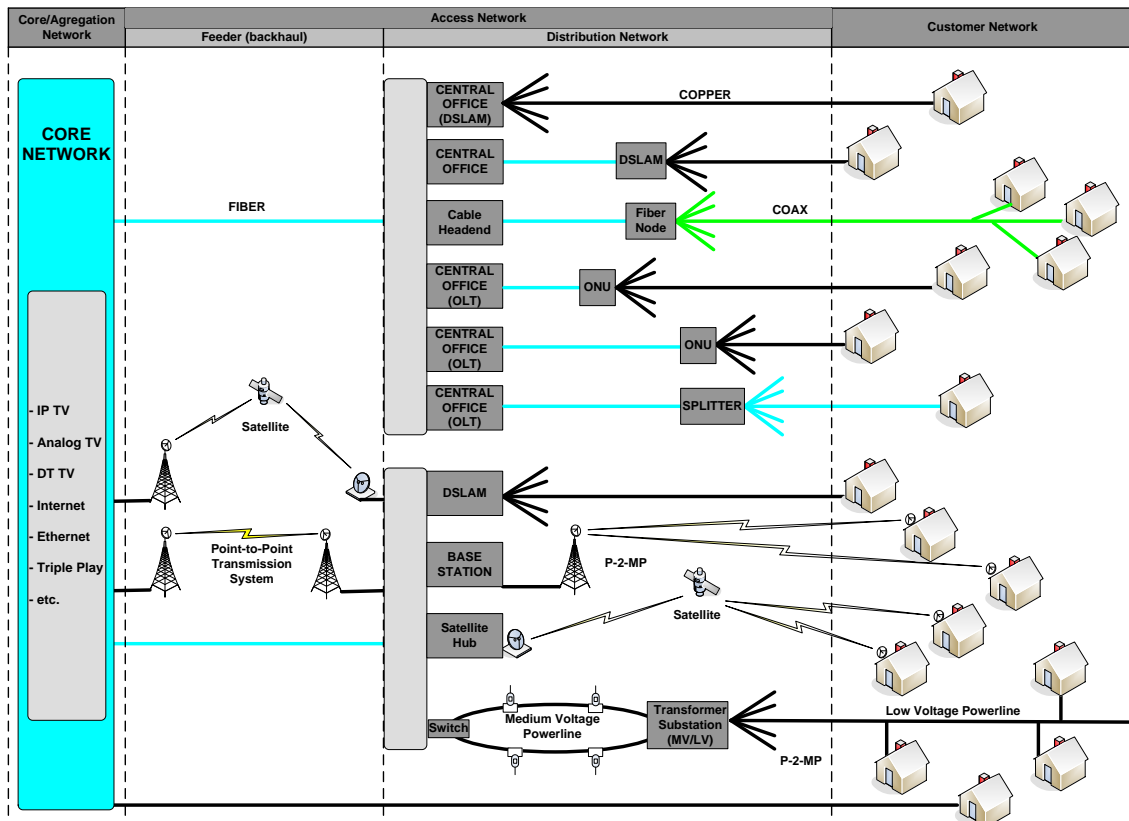 Core/Agregation
Network
Access Network
Feeder (backhaul)
Distribution Network
Customer Network
CORE
NETWORK
- IP TV
- Analog TV
- DT TV
- Internet
- Ethernet
- Triple Play
- etc.
FIBER
Satellite
Point-to-Point
Transmission
System
CENTRAL
OFFICE
(DSLAM)
COPPER
CENTRAL
OFFICE
DSLAM
Cable
Headend
Fiber
Node
COAX
CENTRAL
OFFICE
(OLT)
ONU
CENTRAL
OFFICE
(OLT)
ONU
CENTRAL
OFFICE
(OLT)
SPLITTER
DSLAM
BASE
STATION
P-2-MP
Satellite
Hub
Satellite
Switch
Medium Voltage
Powerline
Transformer
Substation
(MV/LV)
P-2-MP
Low Voltage Powerline